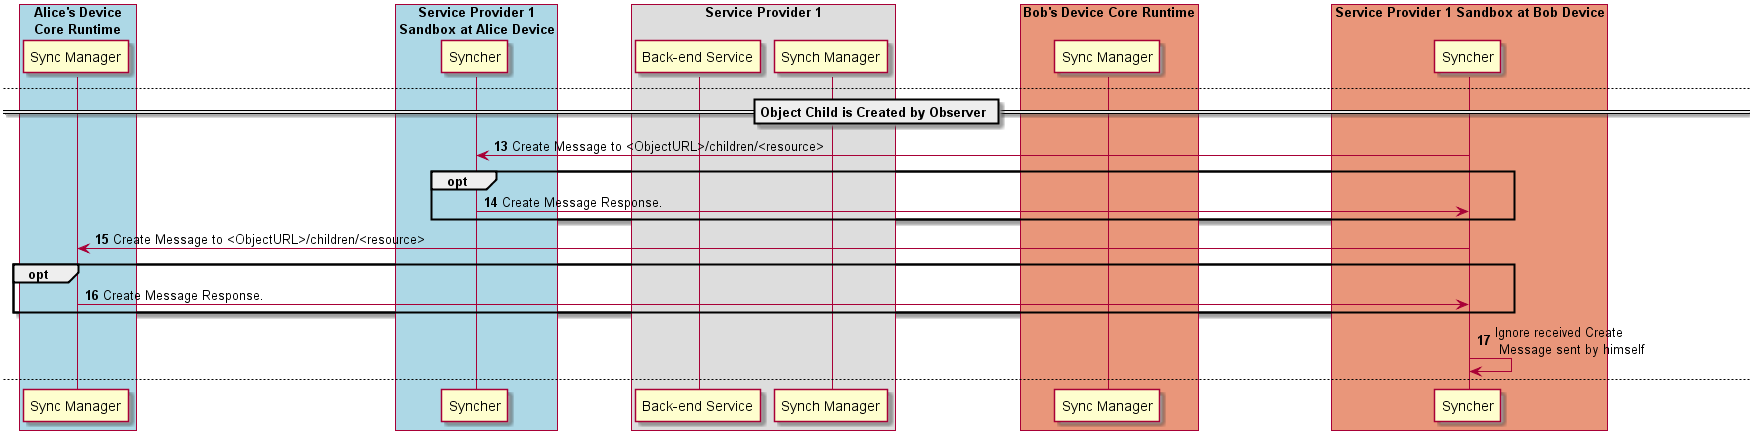 Alice's Device
Core Runtime
Service Provider 1
Sandbox at Alice Device
Service Provider 1
Bob's Device Core Runtime
Service Provider 1 Sandbox at Bob Device
Sync Manager
Syncher
Back-end Service
Synch Manager
Sync Manager
Syncher
Object Child is Created by Observer
13 Create Message to <ObjectURL>/children/<resource>
opt
14 Create Message Response.
15 Create Message to <ObjectURL>/children/<resource>
opt
16 Create Message Response.
17 Ignore received Create
Message sent by himself
Sync Manager
Syncher
Back-end Service
Synch Manager
Sync Manager
Syncher